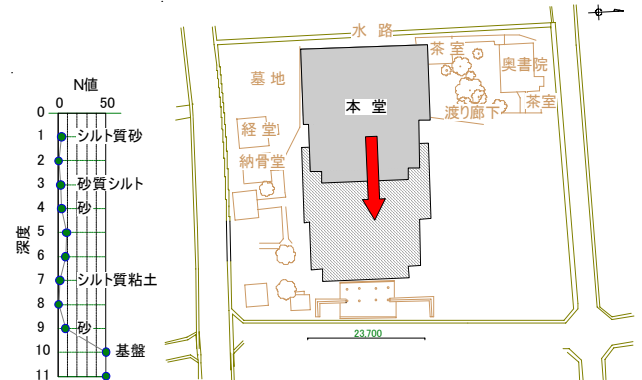 N値
0 50
0
1 シルト質砂
2
3 砂質シルト
4 砂
5
6
7 シルト質粘土
8
9 砂
10 基盤
11
深度
水路
墓地
本堂
茶室
奥書院
茶室
渡り廊下
経堂
納骨堂
23,700